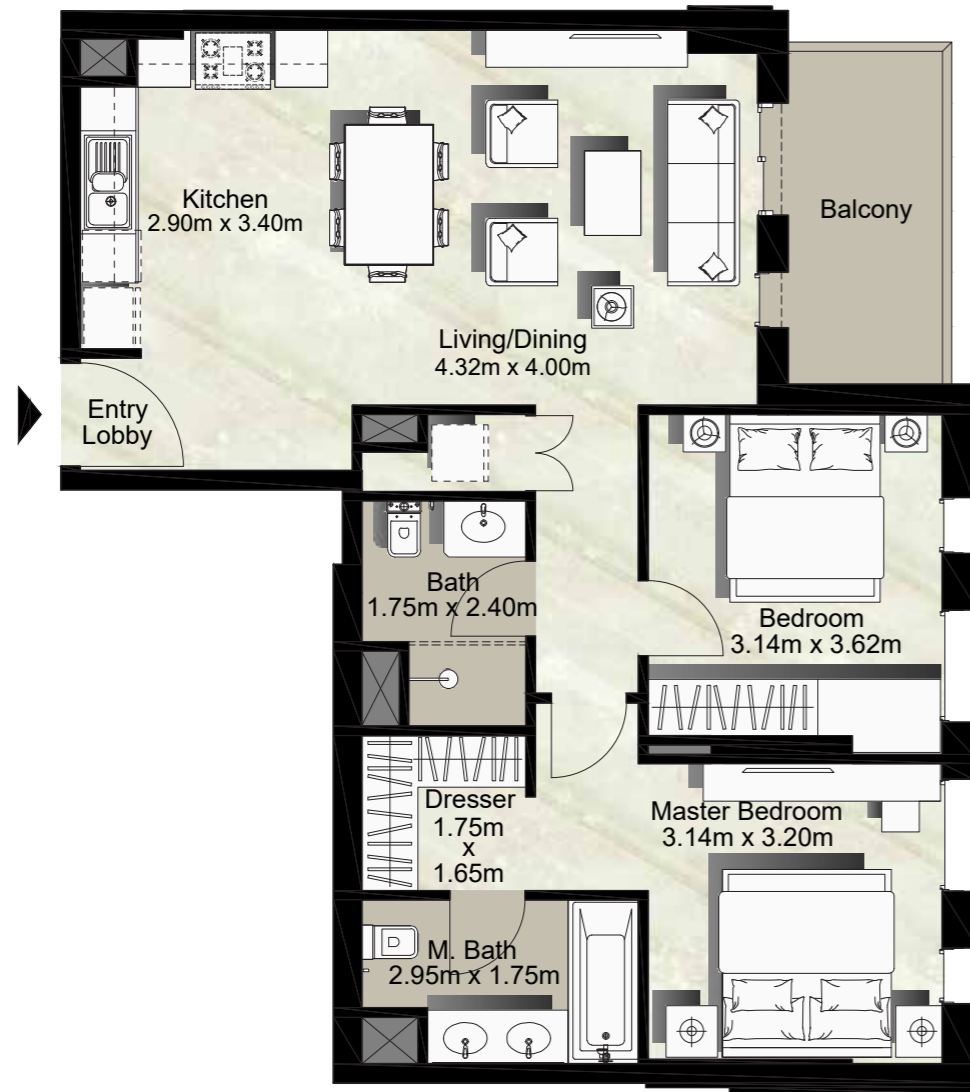 Kitchen
2.90m x 3.40m
Balcony
Living/Dining
4.32m x 4.00m
Entry
Lobby
Bath
1.75m x 2.40m
Bedroom
3.14m x 3.62m
Dresser
1.75m
x
1.65m
Master Bedroom
3.14m x 3.20m
M. Bath
2.95m x 1.75m